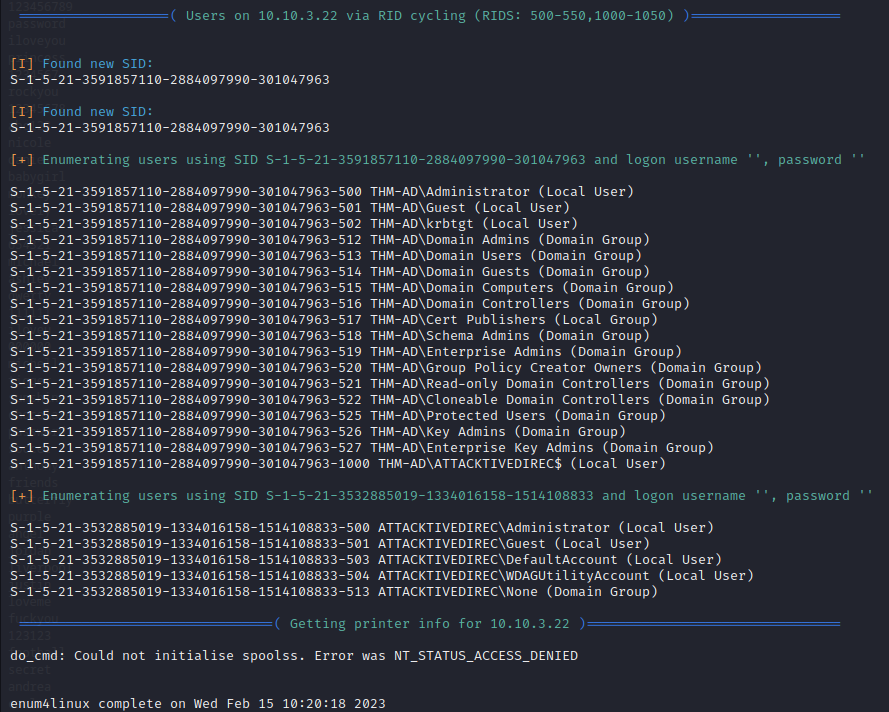 ( Users on 10.10.3.22 via RID cycling (RIDS: 500-550,1000-1050) )
[I] Found new SID:
S-1-5-21-3591857110-2884097990-301047963
[I] Found new SID:
S-1-5-21-3591857110-2884097990-301047963
[+] Enumerating users using SID S-1-5-21-3591857110-2884097990-301047963 and logon username '', password ''
S-1-5-21-3591857110-2884097990-301047963-500 THM-AD\Administrator (Local User)
S-1-5-21-3591857110-2884097990-301047963-501 THM-AD\Guest (Local User)
S-1-5-21-3591857110-2884097990-301047963-502 THM-AD\krbtgt (Local User)
S-1-5-21-3591857110-2884097990-301047963-512 THM-AD\Domain Admins (Domain Group)
S-1-5-21-3591857110-2884097990-301047963-513 THM-AD\Domain Users (Domain Group)
S-1-5-21-3591857110-2884097990-301047963-514 THM-AD\Domain Guests (Domain Group)
S-1-5-21-3591857110-2884097990-301047963-515 THM-AD\Domain Computers (Domain Group)
S-1-5-21-3591857110-2884097990-301047963-516 THM-AD\Domain Controllers (Domain Group)
S-1-5-21-3591857110-2884097990-301047963-517 THM-AD\Cert Publishers (Local Group)
S-1-5-21-3591857110-2884097990-301047963-518 THM-AD\Schema Admins (Domain Group)
S-1-5-21-3591857110-2884097990-301047963-519 THM-AD\Enterprise Admins (Domain Group)
S-1-5-21-3591857110-2884097990-301047963-520 THM-AD\Group Policy Creator Owners (Domain Group)
S-1-5-21-3591857110-2884097990-301047963-521 THM-AD\Read-only Domain Controllers (Domain Group)
S-1-5-21-3591857110-2884097990-301047963-522 THM-AD\Cloneable Domain Controllers (Domain Group)
S-1-5-21-3591857110-2884097990-301047963-525 THM-AD\Protected Users (Domain Group)
S-1-5-21-3591857110-2884097990-301047963-526 THM-AD\Key Admins (Domain Group)
S-1-5-21-3591857110-2884097990-301047963-527 THM-AD\Enterprise Key Admins (Domain Group)
S-1-5-21-3591857110-2884097990-301047963-1000 THM-AD\ATTACKTIVEDIREC$ (Local User)
[+] Enumerating users using SID S-1-5-21-3532885019-1334016158-1514108833 and logon username '', password ''
S-1-5-21-3532885019-1334016158-1514108833-500 ATTACKTIVEDIREC\Administrator (Local User)
S-1-5-21-3532885019-1334016158-1514108833-501 ATTACKTIVEDIREC\Guest (Local User)
S-1-5-21-3532885019-1334016158-1514108833-503 ATTACKTIVEDIREC\DefaultAccount (Local User)
S-1-5-21-3532885019-1334016158-1514108833-504 ATTACKTIVEDIREC\WDAGUtilityAccount (Local User)
S-1-5-21-3532885019-1334016158-1514108833-513 ATTACKTIVEDIREC\None (Domain Group)
( Getting printer info for 10.10.3.22 )
do_cmd: Could not initialise spoolss. Error was NT_STATUS_ACCESS_DENIED
enum4linux complete on Wed Feb 15 10:20:18 2023